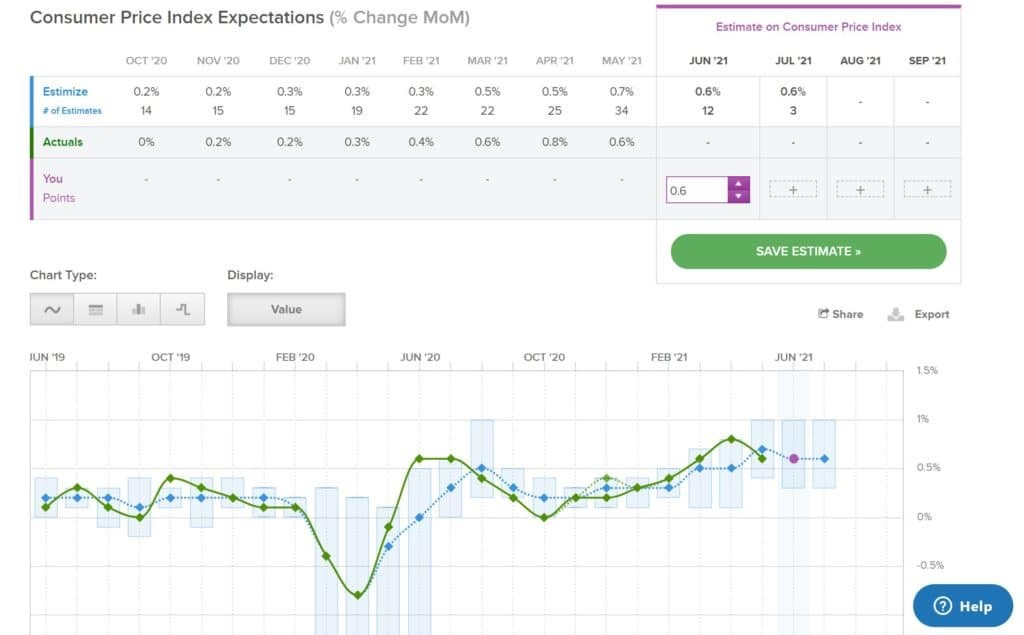 Consumer Price Index Expectations (% Change MoM)
Estimate on Consumer Price Index
OCT '20 NOV '20 DEC '20 JAN '21 FEB '21 MAR '21 APR '21 MAY '21 JUN '21 JUL '21 AUG '21 SEP '21
Estimize 0.2% 0.2% 0.3% 0.3% 0.3% 0.5% 0.5% 0.7% 0.6% 0.6% - -
# of Estimates 14 15 15 19 22 22 25 34 12 3
Actuals 0% 0.2% 0.2% 0.3% 0.4% 0.6% 0.8% 0.6% - - - -
You - - - - - - - -
Points 0.6 + + +
SAVE ESTIMATE »
Chart Type: Display:
Value
Share Export
JUN '19 OCT '19 FEB '20 JUN '20 OCT '20 FEB '21 JUN '21
1.5%
1%
0.5%
0%
-0.5%
? Help